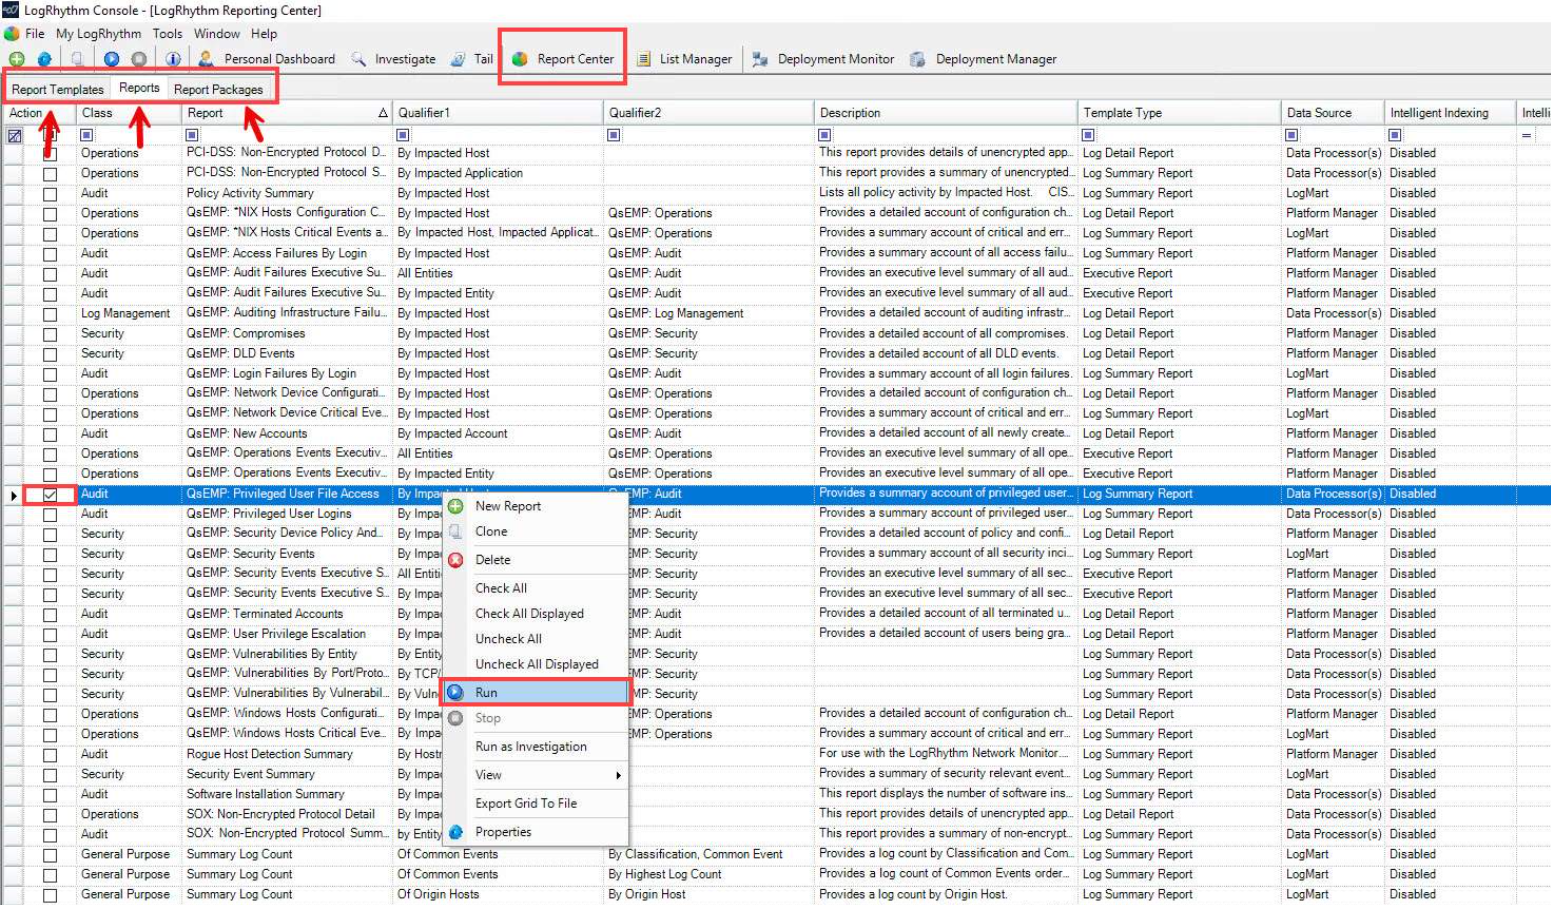 LogRhythm Console - [LogRhythm Reporting Center]
File My LogRhythm Tools Window Help
Personal Dashboard Investigate Tail Report Center List Manager Deployment Monitor Deployment Manager
Report Templates Reports Report Packages
Action Class Report Qualifier1 Qualifier2 Description Template Type Data Source Intelligent Indexing Intelli
=
Operations PCI-DSS: Non-Encrypted Protocol D... By Impacted Host This report provides details of unencrypted app... Log Detail Report Data Processor(s) Disabled
Operations PCI-DSS: Non-Encrypted Protocol S... By Impacted Application This report provides a summary of unencrypted... Log Summary Report Data Processor(s) Disabled
Audit Policy Activity Summary By Impacted Host Lists all policy activity by Impacted Host. CIS... Log Summary Report LogMart Disabled
Operations QsEMP: *NIX Hosts Configuration C... By Impacted Host QsEMP: Operations Provides a detailed account of configuration ch... Log Detail Report Platform Manager Disabled
Operations QsEMP: *NIX Hosts Critical Events a... By Impacted Host, Impacted Applicat... QsEMP: Operations Provides a summary account of critical and err... Log Summary Report LogMart Disabled
Audit QsEMP: Access Failures By Login By Impacted Host QsEMP: Audit Provides a summary account of all access failu... Log Summary Report Platform Manager Disabled
Audit QsEMP: Audit Failures Executive Su... All Entities QsEMP: Audit Provides an executive level summary of all aud... Executive Report Platform Manager Disabled
Audit QsEMP: Audit Failures Executive Su... By Impacted Entity QsEMP: Audit Provides an executive level summary of all aud... Executive Report Platform Manager Disabled
Log Management QsEMP: Auditing Infrastructure Failu... By Impacted Host QsEMP: Log Management Provides a detailed account of auditing infrastr... Log Detail Report Data Processor(s) Disabled
Security QsEMP: Compromises By Impacted Host QsEMP: Security Provides a detailed account of all compromises. Log Detail Report Platform Manager Disabled
Security QsEMP: DLD Events By Impacted Host QsEMP: Security Provides a detailed account of all DLD events. Log Detail Report Platform Manager Disabled
Audit QsEMP: Login Failures By Login By Impacted Host QsEMP: Audit Provides a summary account of all login failures. Log Summary Report LogMart Disabled
Operations QsEMP: Network Device Configurati... By Impacted Host QsEMP: Operations Provides a detailed account of configuration ch... Log Detail Report Platform Manager Disabled
Operations QsEMP: Network Device Critical Eve... By Impacted Host QsEMP: Operations Provides a summary account of critical and err... Log Summary Report LogMart Disabled
Audit QsEMP: New Accounts By Impacted Account QsEMP: Audit Provides a detailed account of all newly create... Log Detail Report Platform Manager Disabled
Operations QsEMP: Operations Events Executiv... All Entities QsEMP: Operations Provides an executive level summary of all ope... Executive Report Platform Manager Disabled
Operations QsEMP: Operations Events Executiv... By Impacted Entity QsEMP: Operations Provides an executive level summary of all ope... Executive Report Platform Manager Disabled
Audit QsEMP: Privileged User File Access By Impac QsEMP: Audit Provides a summary account of privileged user... Log Summary Report Data Processor(s) Disabled
Audit QsEMP: Privileged User Logins By Impa EMP: Audit Provides a summary account of privileged user... Log Summary Report Data Processor(s) Disabled
Security QsEMP: Security Device Policy And... By Impa EMP: Security Provides a detailed account of policy and confi... Log Detail Report Platform Manager Disabled
Security QsEMP: Security Events By Impa EMP: Security Provides a summary account of all security inci... Log Summary Report LogMart Disabled
Security QsEMP: Security Events Executive S... All Entiti EMP: Security Provides an executive level summary of all sec... Executive Report Platform Manager Disabled
Security QsEMP: Security Events Executive S... By Impa EMP: Security Provides an executive level summary of all sec... Executive Report Platform Manager Disabled
Audit QsEMP: Terminated Accounts By Impa EMP: Audit Provides a detailed account of all terminated u... Log Detail Report Platform Manager Disabled
Audit QsEMP: User Privilege Escalation By Impa EMP: Audit Provides a detailed account of users being gra... Log Detail Report Platform Manager Disabled
Security QsEMP: Vulnerabilities By Entity By Entity EMP: Security Log Summary Report Data Processor(s) Disabled
Security QsEMP: Vulnerabilities By Port/Proto... By TCP/ EMP: Security Log Summary Report Data Processor(s) Disabled
Security QsEMP: Vulnerabilities By Vulnerabil... By Vuln EMP: Security Log Summary Report Data Processor(s) Disabled
Operations QsEMP: Windows Hosts Configurati... By Impa EMP: Operations Provides a detailed account of configuration ch... Log Detail Report Platform Manager Disabled
Operations QsEMP: Windows Hosts Critical Eve... By Impa EMP: Operations Provides a summary account of critical and err... Log Summary Report LogMart Disabled
Audit Rogue Host Detection Summary By Host For use with the LogRhythm Network Monitor.... Log Summary Report Platform Manager Disabled
Security Security Event Summary By Impa Provides a summary of security relevant event... Log Summary Report LogMart Disabled
Audit Software Installation Summary By Impa This report displays the number of software ins... Log Summary Report Data Processor(s) Disabled
Operations SOX: Non-Encrypted Protocol Detail By Impa This report provides details of unencrypted app... Log Detail Report Data Processor(s) Disabled
Audit SOX: Non-Encrypted Protocol Summ... by Entity This report provides a summary of non-encrypt... Log Summary Report Data Processor(s) Disabled
General Purpose Summary Log Count Of Common Events By Classification, Common Event Provides a log count by Classification and Com... Log Summary Report LogMart Disabled
General Purpose Summary Log Count Of Common Events By Highest Log Count Provides a log count of Common Events order... Log Summary Report LogMart Disabled
General Purpose Summary Log Count Of Origin Hosts By Origin Host Provides a log count by Origin Host. Log Summary Report LogMart Disabled
New Report
Clone
Delete
Check All
Check All Displayed
Uncheck All
Uncheck All Displayed
Run
Stop
Run as Investigation
View
Export Grid To File
Properties